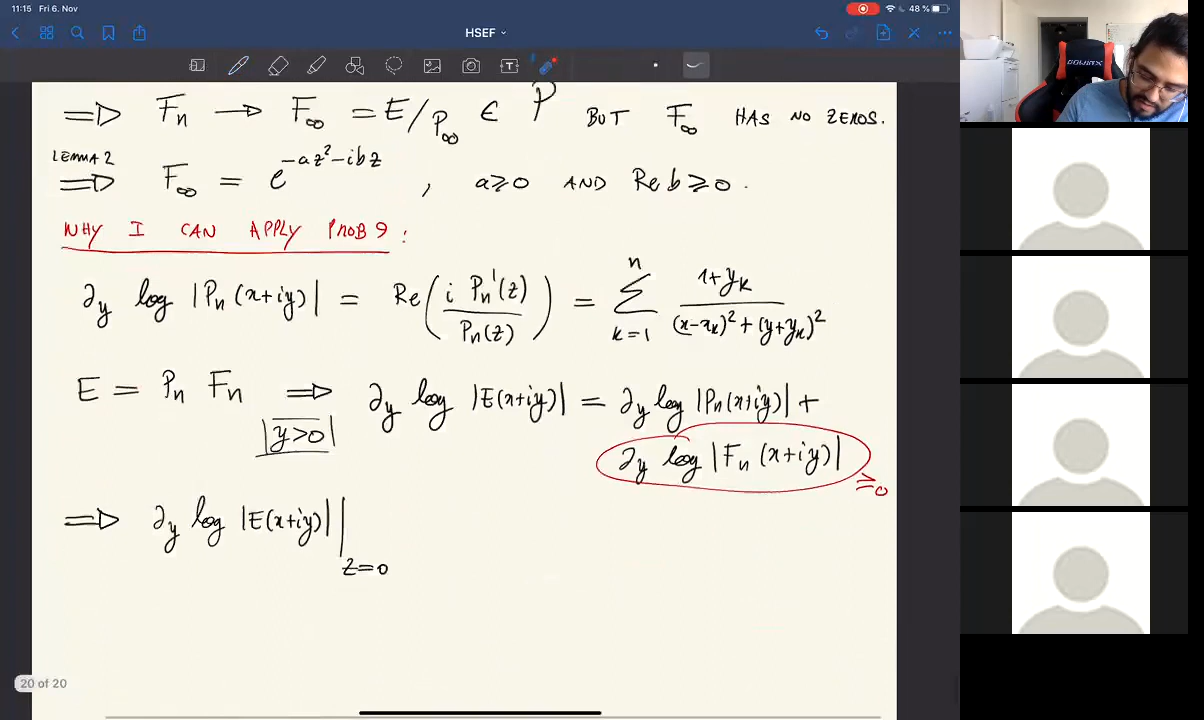 11:15 Fri 6. Nov
48 %
HSEF
⟹ Fn → F∞ = E/P∞ ∈ P BUT F∞ HAS NO ZEROS.
LEMMA 2
⟹ F∞ = e^{-az²-ibz} , a≥0 AND Re b≥0.
WHY I CAN APPLY PROB 9:
∂y log |Pn(x+iy)| = Re( i Pn'(z) / Pn(z) ) = Σ_{k=1}^{n} 1+yk / (x-xk)²+(y+yk)²
E = Pn Fn ⟹ ∂y log |E(x+iy)| = ∂y log |Pn(x+iy)| +
|y>0|
∂y log |Fn(x+iy)| ≥0
⟹ ∂y log |E(x+iy)| |_{z=0}
20 of 20